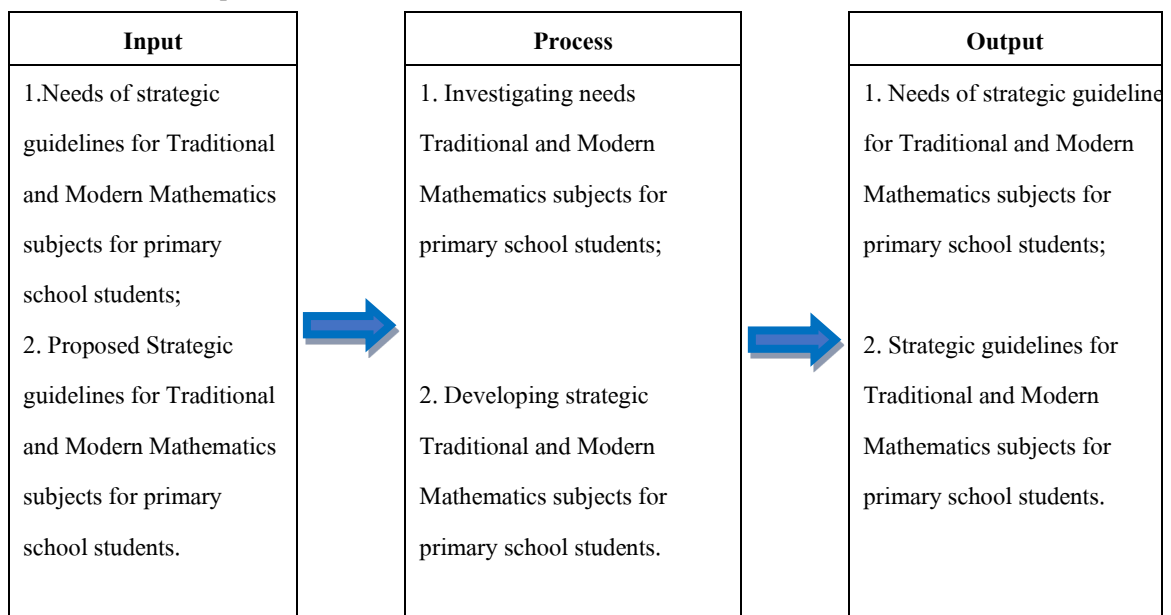 Input
1.Needs of strategic
guidelines for Traditional
and Modern Mathematics
subjects for primary
school students;
2. Proposed Strategic
guidelines for Traditional
and Modern Mathematics
subjects for primary
school students.
Process
1. Investigating needs
Traditional and Modern
Mathematics subjects for
primary school students;
2. Developing strategic
Traditional and Modern
Mathematics subjects for
primary school students.
Output
1. Needs of strategic guideline
for Traditional and Modern
Mathematics subjects for
primary school students;
2. Strategic guidelines for
Traditional and Modern
Mathematics subjects for
primary school students.